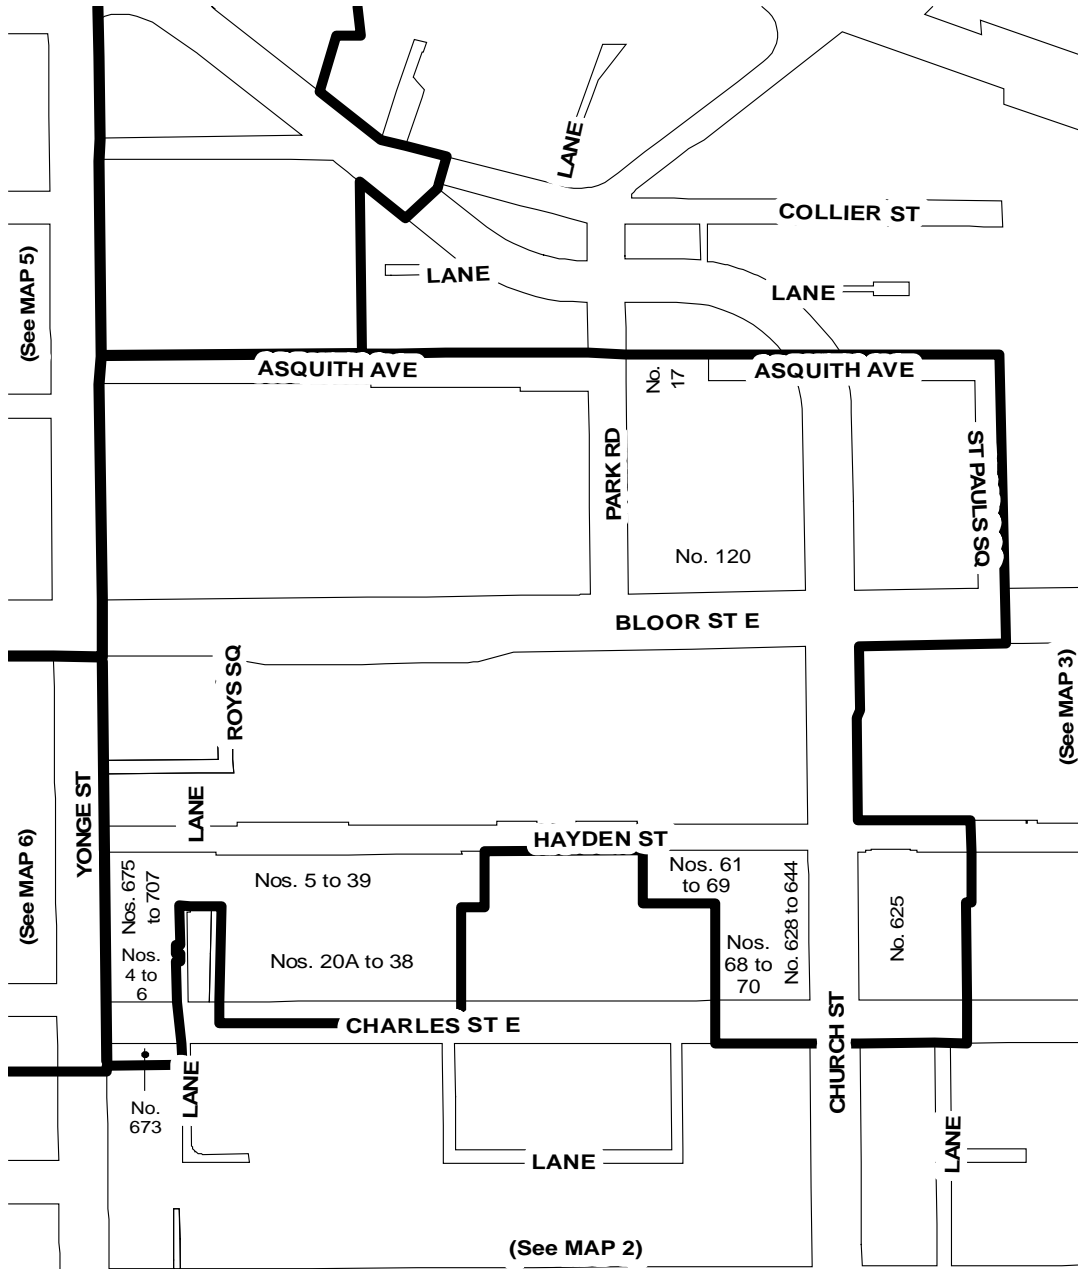 LANE
COLLIER ST
(See MAP 5)
LANE
LANE
ASQUITH AVE
No.
17
ASQUITH AVE
PARK RD
ST PAULS SQ
No. 120
BLOOR ST E
ROYS SQ
(See MAP 3)
YONGE ST
LANE
(See MAP 6)
HAYDEN ST
Nos. 675
to 707
Nos. 5 to 39
Nos. 61
to 69
No. 628 to 644
No. 625
Nos.
4 to
6
Nos. 20A to 38
Nos.
68 to
70
CHARLES ST E
CHURCH ST
No.
673
LANE
LANE
LANE
(See MAP 2)